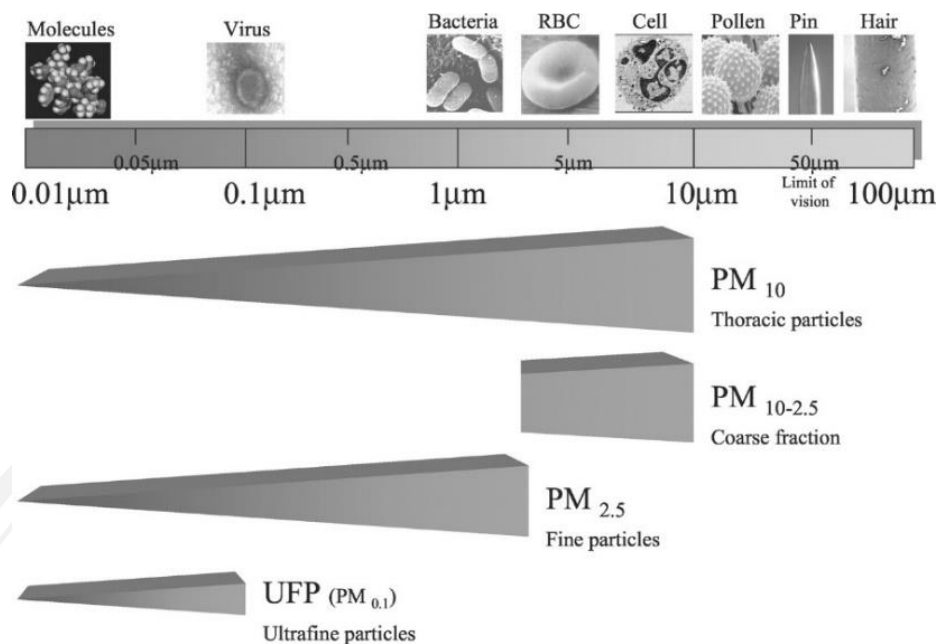 Molecules
Virus
Bacteria
RBC
Cell
Pollen
Pin
Hair
0.05μm
0.5μm
5μm
50μm
0.01μm
0.1μm
1μm
10μm
Limit of
vision
100μm
PM 10
Thoracic particles
PM 10-2.5
Coarse fraction
PM 2.5
Fine particles
UFP (PM 0.1)
Ultrafine particles